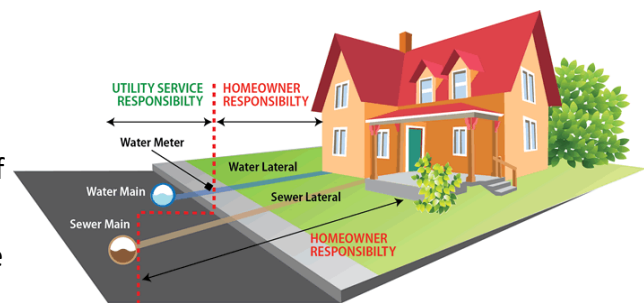 UTILITY SERVICE
RESPONSIBILTY
HOMEOWNER
RESPONSIBILTY
Water Meter
Water Lateral
Water Main
Sewer Lateral
Sewer Main
HOMEOWNER
RESPONSIBILTY
f
e